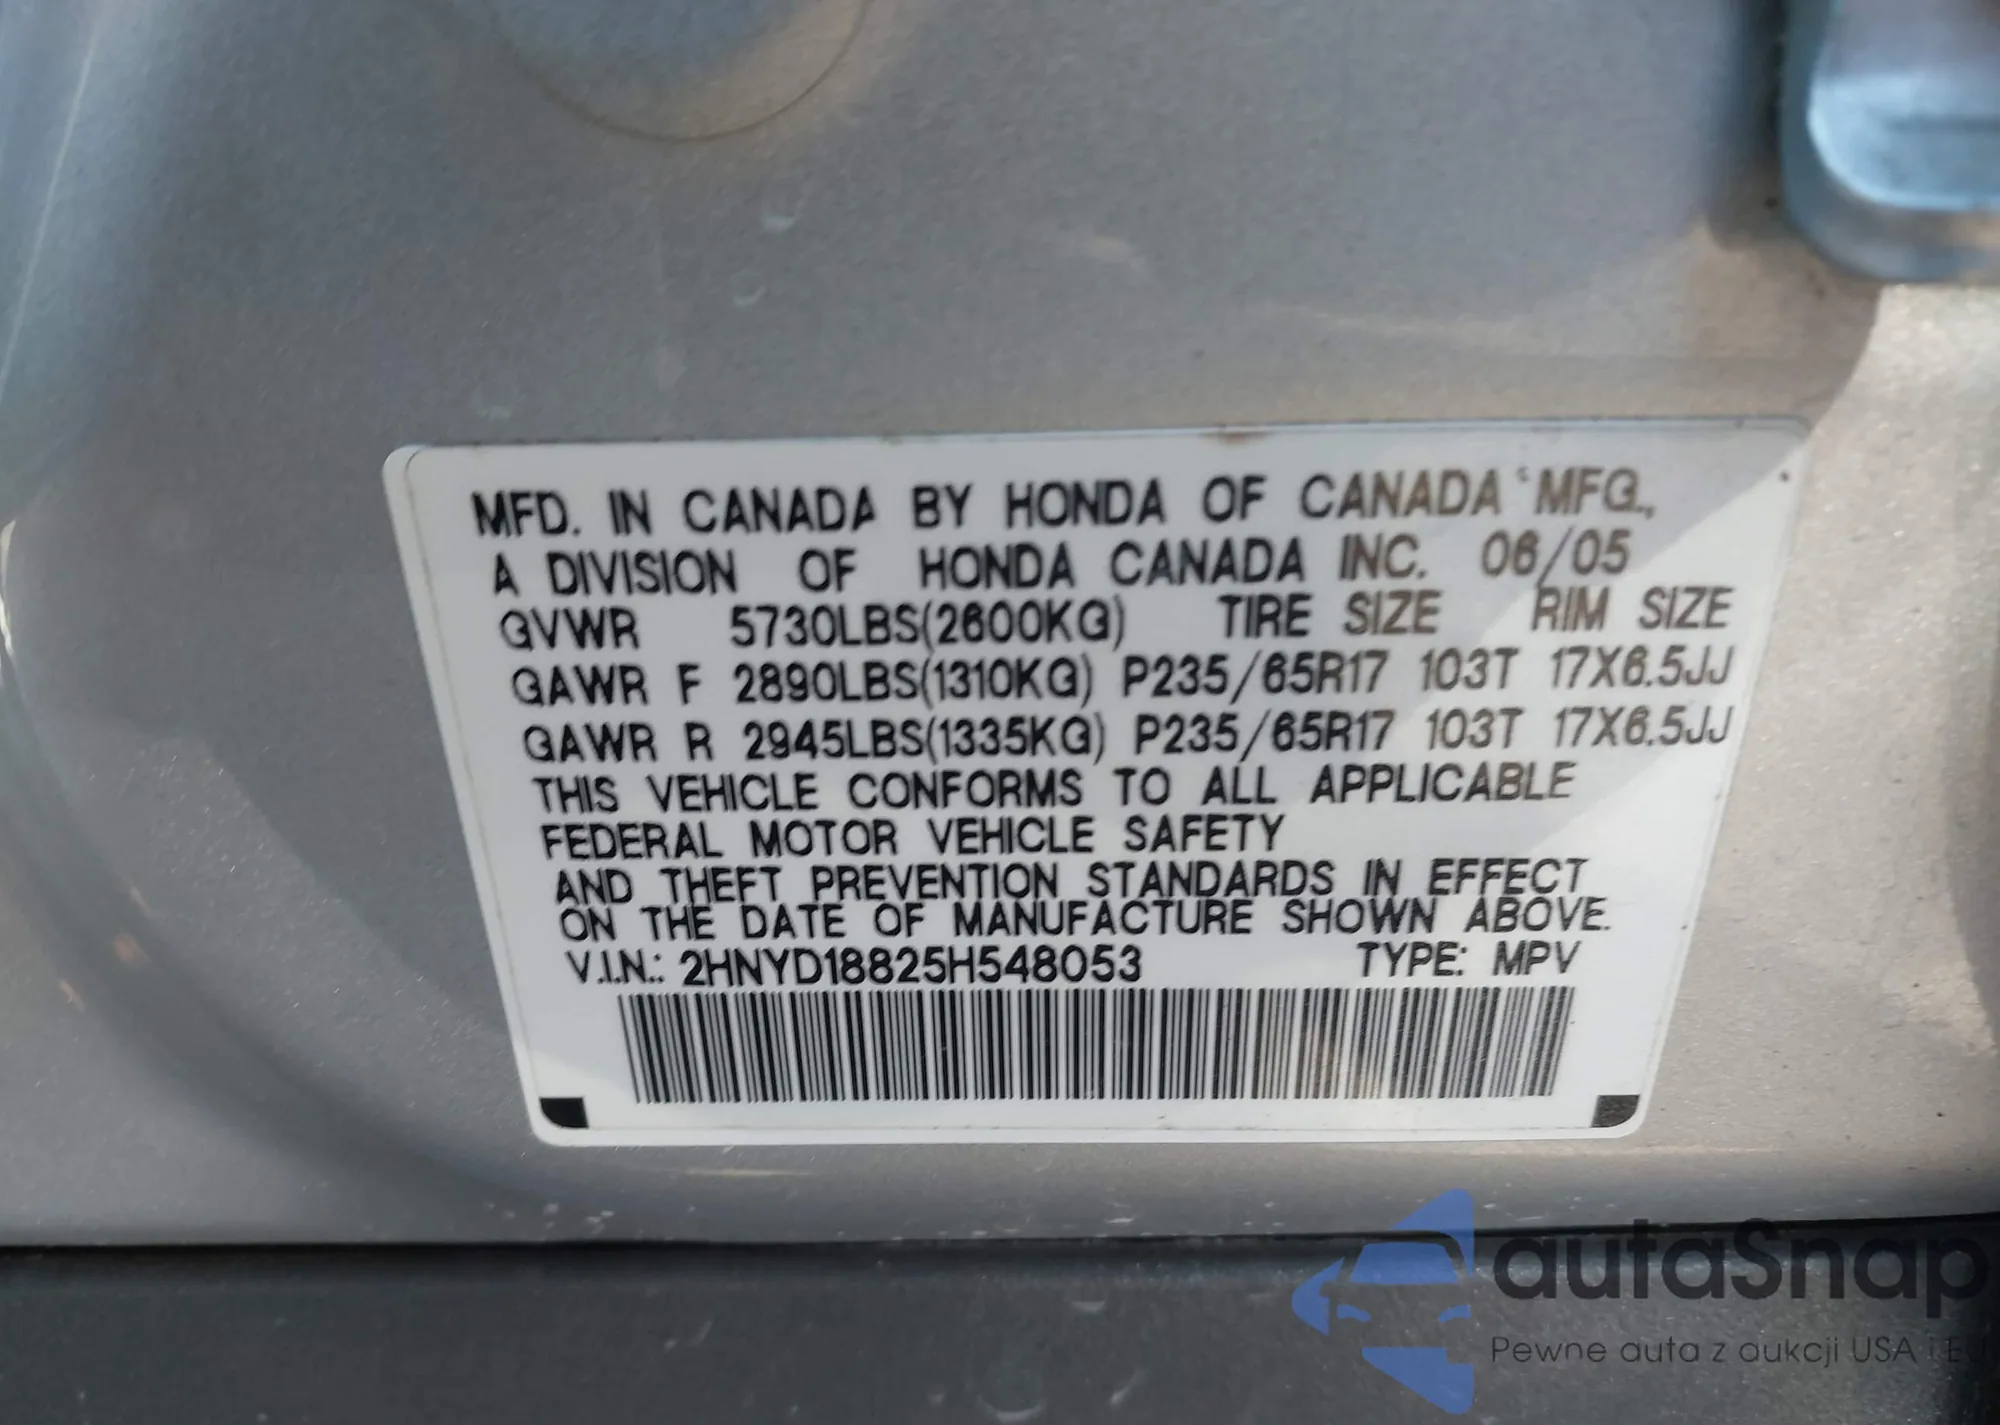 MFD. IN CANADA BY HONDA OF CANADA MFG.,
A DIVISION OF HONDA CANADA INC. 06/05
GVWR 5730LBS(2600KG) TIRE SIZE RIM SIZE
GAWR F 2890LBS(1310KG) P235/65R17 103T 17X6.5JJ
GAWR R 2945LBS(1335KG) P235/65R17 103T 17X6.5JJ
THIS VEHICLE CONFORMS TO ALL APPLICABLE
FEDERAL MOTOR VEHICLE SAFETY
AND THEFT PREVENTION STANDARDS IN EFFECT
ON THE DATE OF MANUFACTURE SHOWN ABOVE.
V.I.N.: 2HNYD18825H548053 TYPE: MPV
autaSnap
Pewne auta z aukcji USA i EU